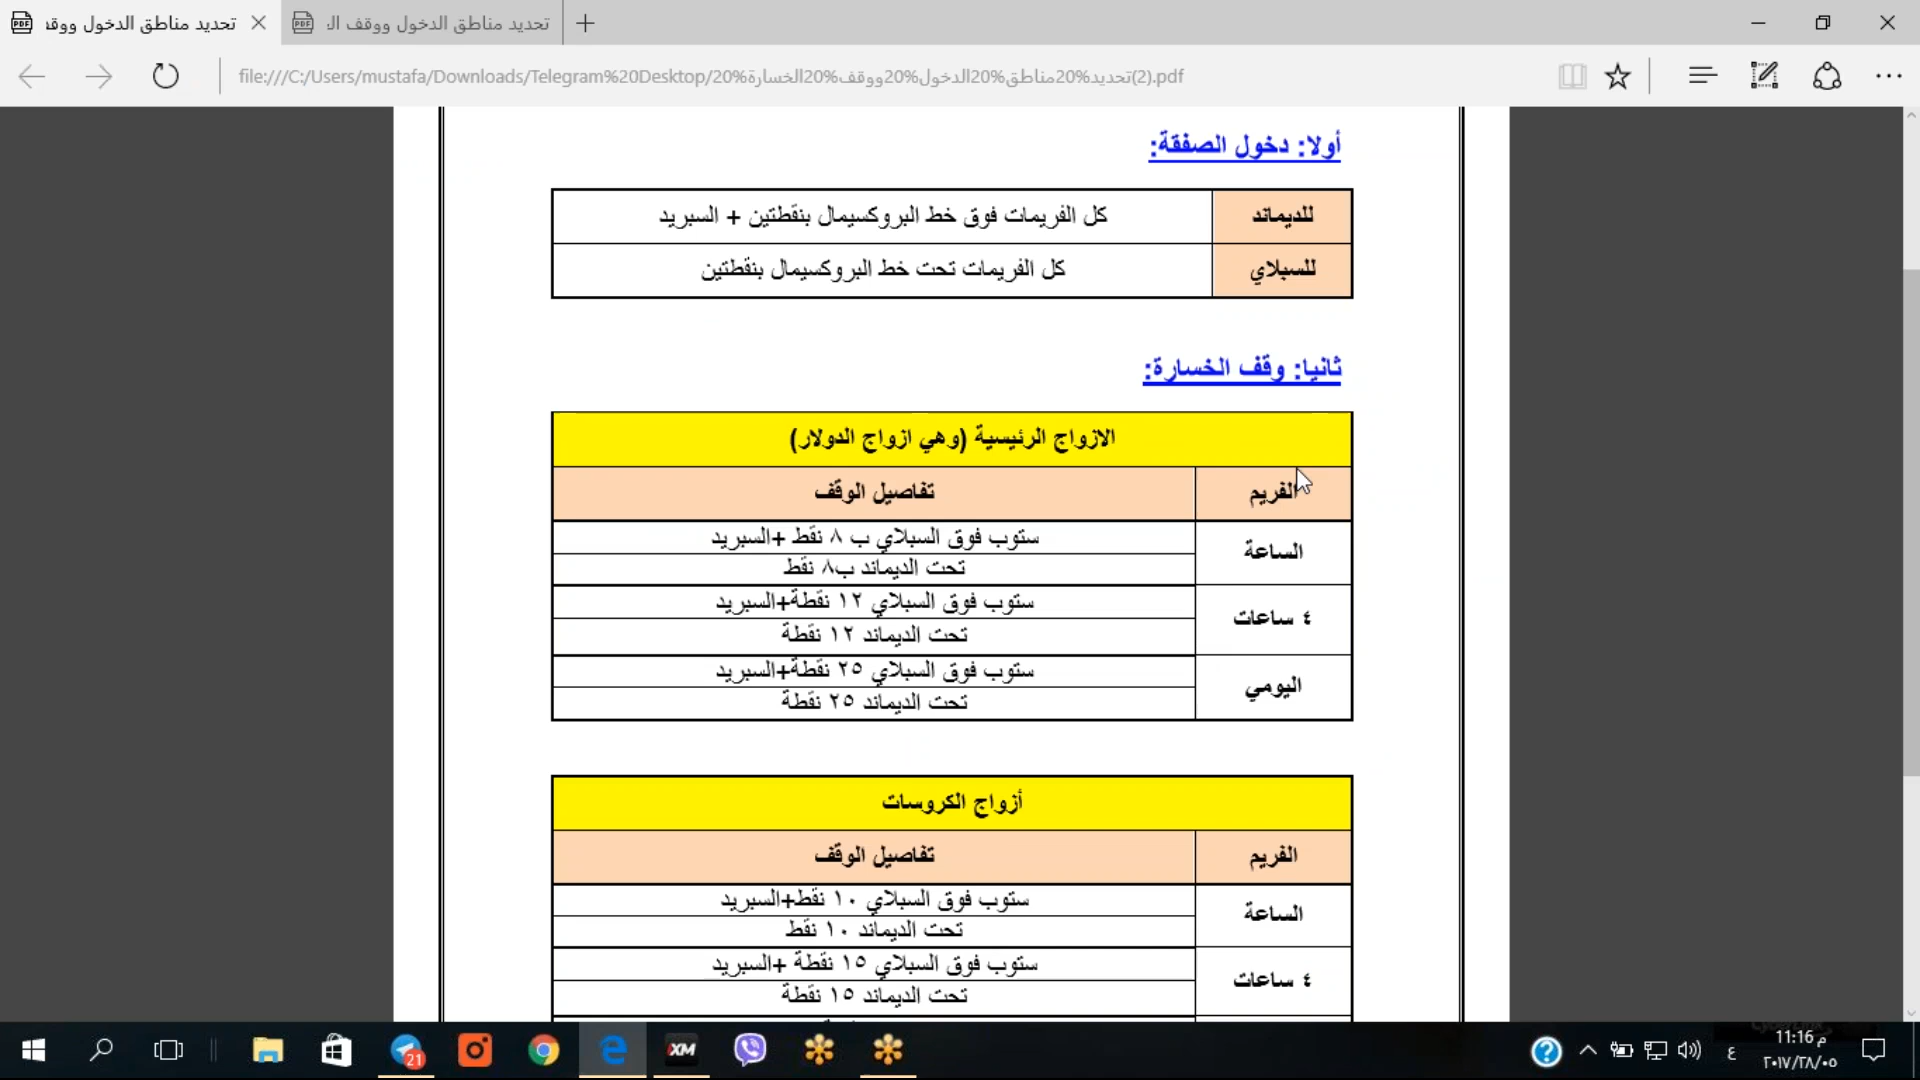 تحديد مناطق الدخول ووقف
تحديد مناطق الدخول ووقف ال
file:///C:/Users/mustafa/Downloads/Telegram%20Desktop/تحديد%20مناطق%20الدخول%20ووقف%20الخسارة%20(2).pdf
أولا: دخول الصفقة:
للديماند
كل الفريمات فوق خط البروكسيمال بنقطتين + السبريد
للسبلاي
كل الفريمات تحت خط البروكسيمال بنقطتين
ثانيا: وقف الخسارة:
الازواج الرئيسية (وهي ازواج الدولار)
الفريم
تفاصيل الوقف
الساعة
ستوب فوق السبلاي ب ٨ نقط +السبريد
تحت الديماند ب٨ نقط
٤ ساعات
ستوب فوق السبلاي ١٢ نقطة+السبريد
تحت الديماند ١٢ نقطة
اليومي
ستوب فوق السبلاي ٢٥ نقطة+السبريد
تحت الديماند ٢٥ نقطة
أزواج الكروسات
الفريم
تفاصيل الوقف
الساعة
ستوب فوق السبلاي ١٠ نقط+السبريد
تحت الديماند ١٠ نقط
٤ ساعات
ستوب فوق السبلاي ١٥ نقطة +السبريد
تحت الديماند ١٥ نقطة
21
XM
ع
11:16 م
٢٠١٧/٢٨/٠٥